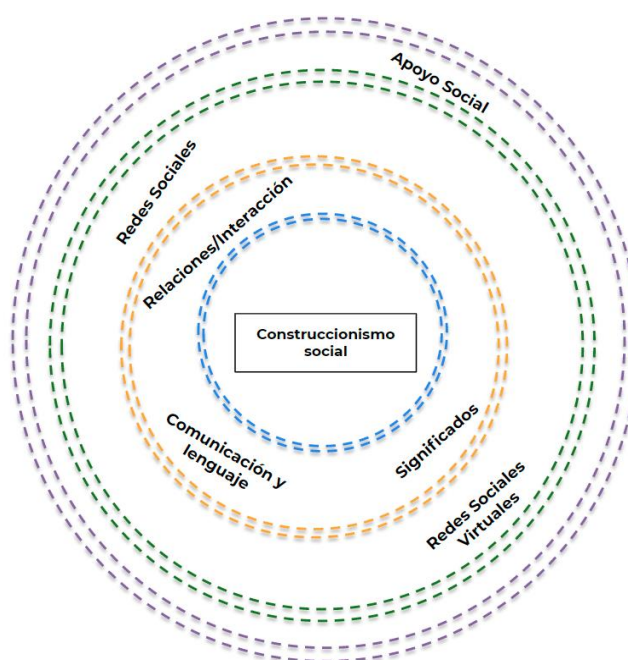 Apoyo Social
Redes Sociales
Relaciones/Interacción
Construccionismo
social
Comunicación y
lenguaje
Significados
Redes Sociales
Virtuales